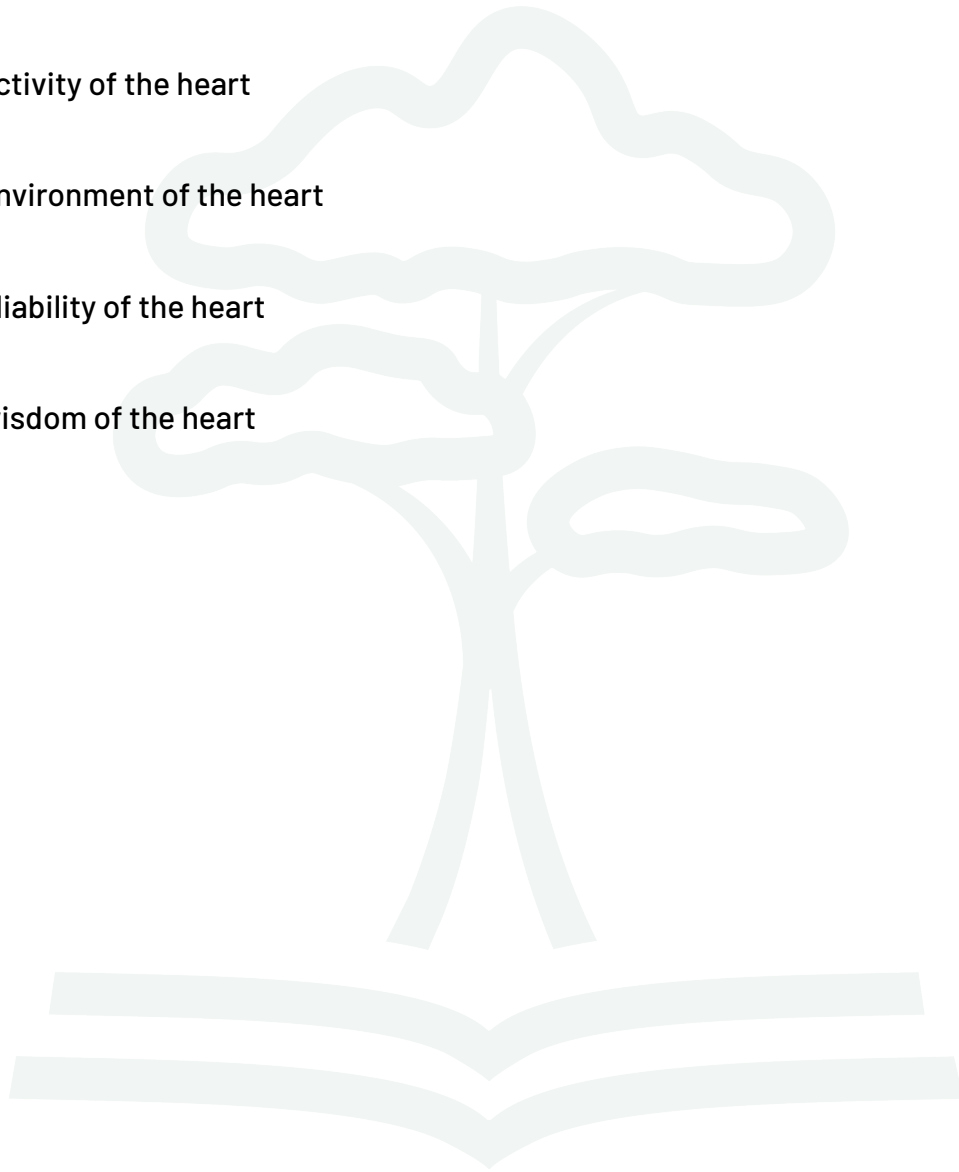 ctivity of the heart
nvironment of the heart
liability of the heart
isdom of the heart